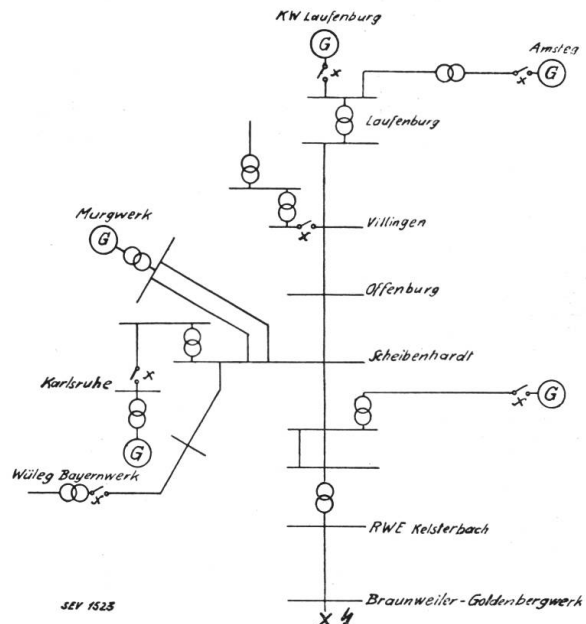 KW Laufenburg
G
x
Amsteg
G
x
Laufenburg
Villingen
x
Murgwerk
G
Offenburg
Scheibenhardt
Karlsruhe
x
G
G
x
Wüleg Bayernwerk
x
RWE Kelsterbach
Braunweiler-Goldenbergwerk
x
SEV 1523